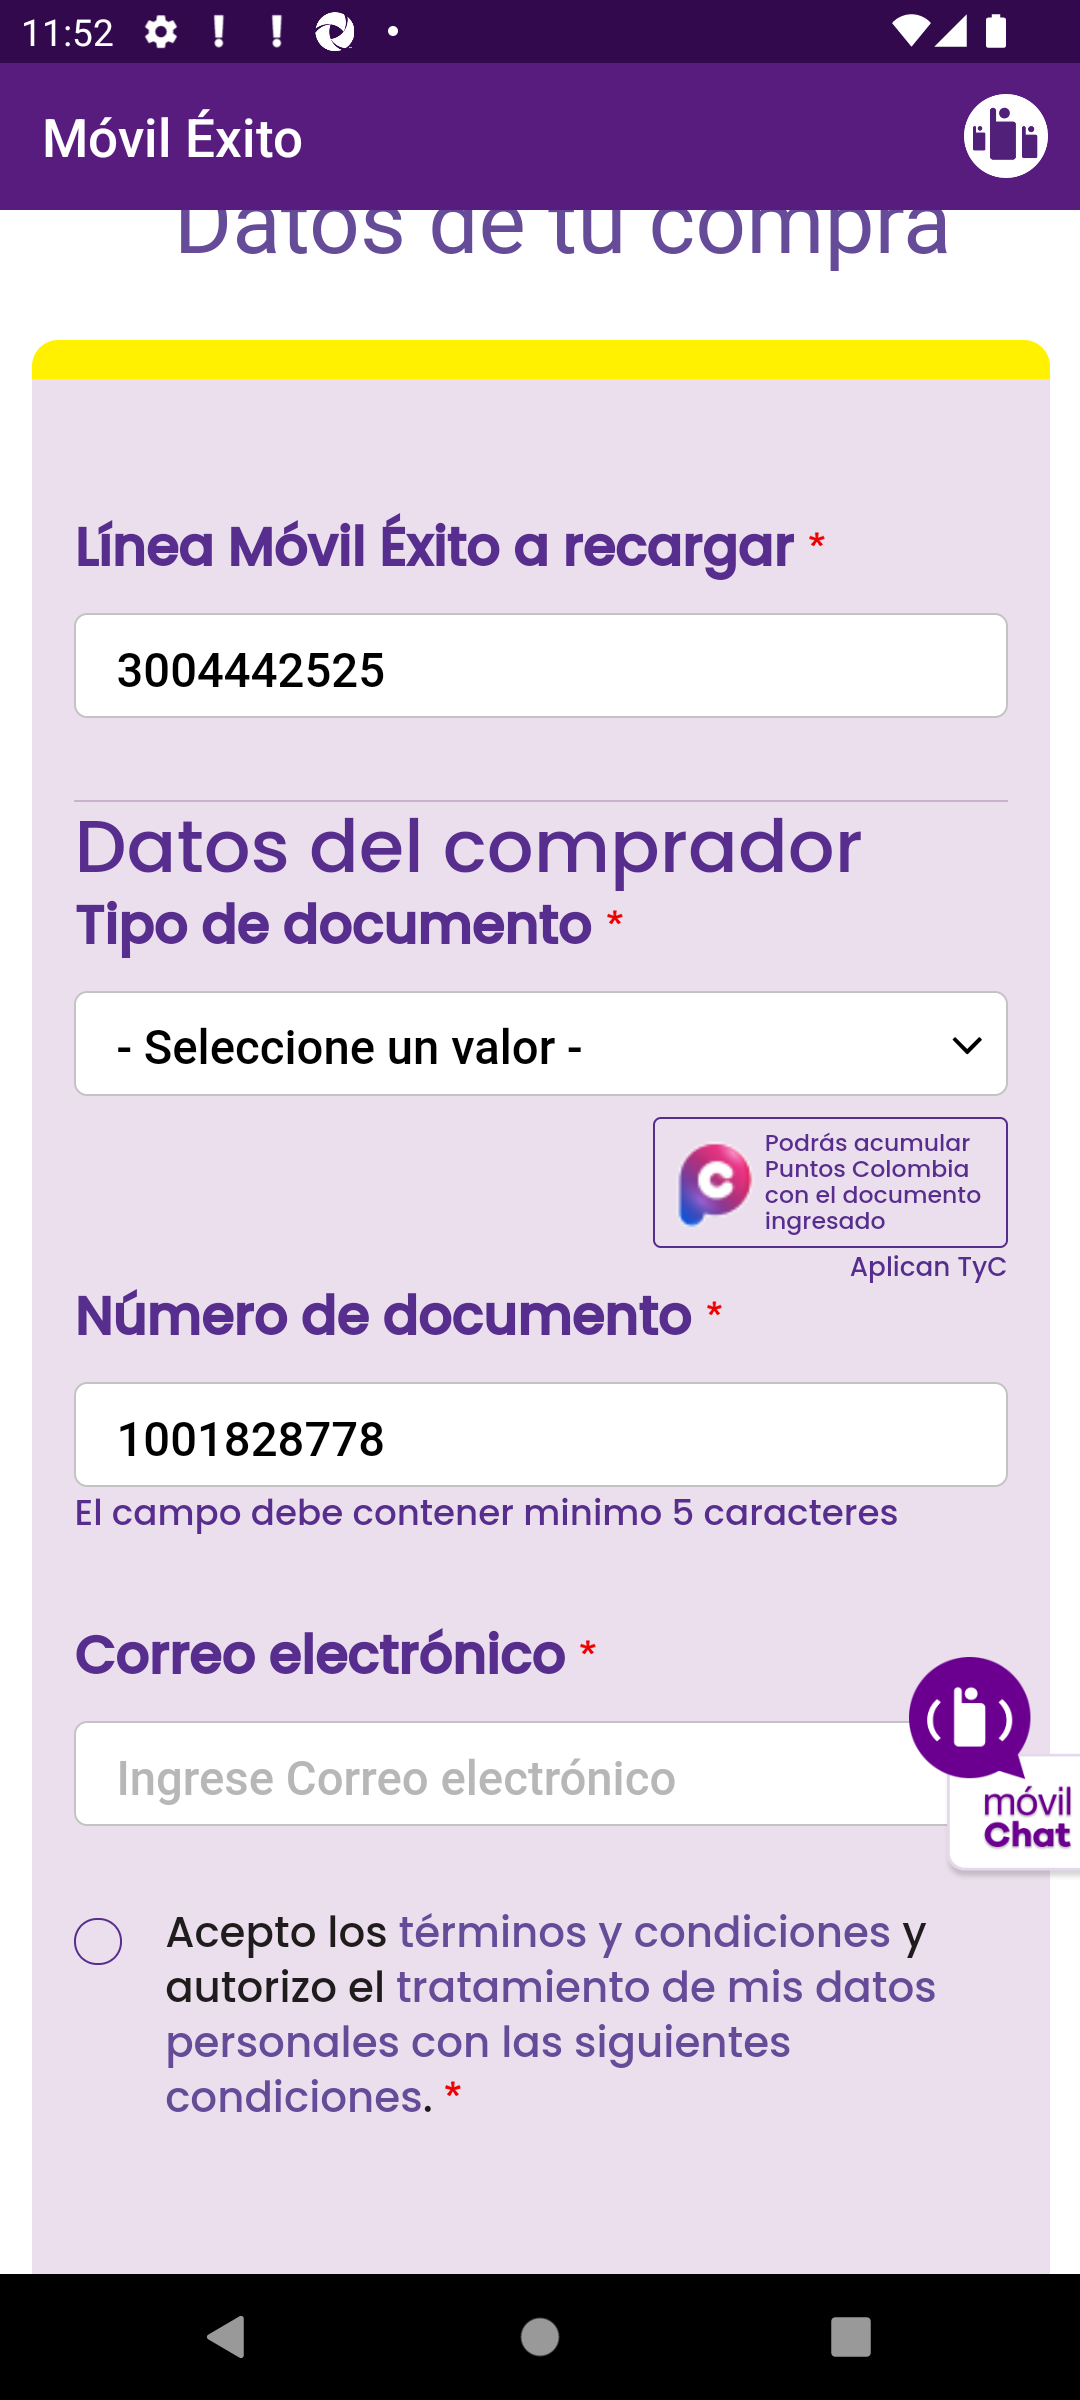 11:52
Móvil Éxito
Datos de tu compra
Línea Móvil Éxito a recargar *
3004442525
Datos del comprador
Tipo de documento *
- Seleccione un valor -
Podrás acumular
Puntos Colombia
con el documento
ingresado
Aplican TyC
Número de documento *
1001828778
El campo debe contener minimo 5 caracteres
Correo electrónico *
Ingrese Correo electrónico
móvil
Chat
Acepto los términos y condiciones y
autorizo el tratamiento de mis datos
personales con las siguientes
condiciones. *